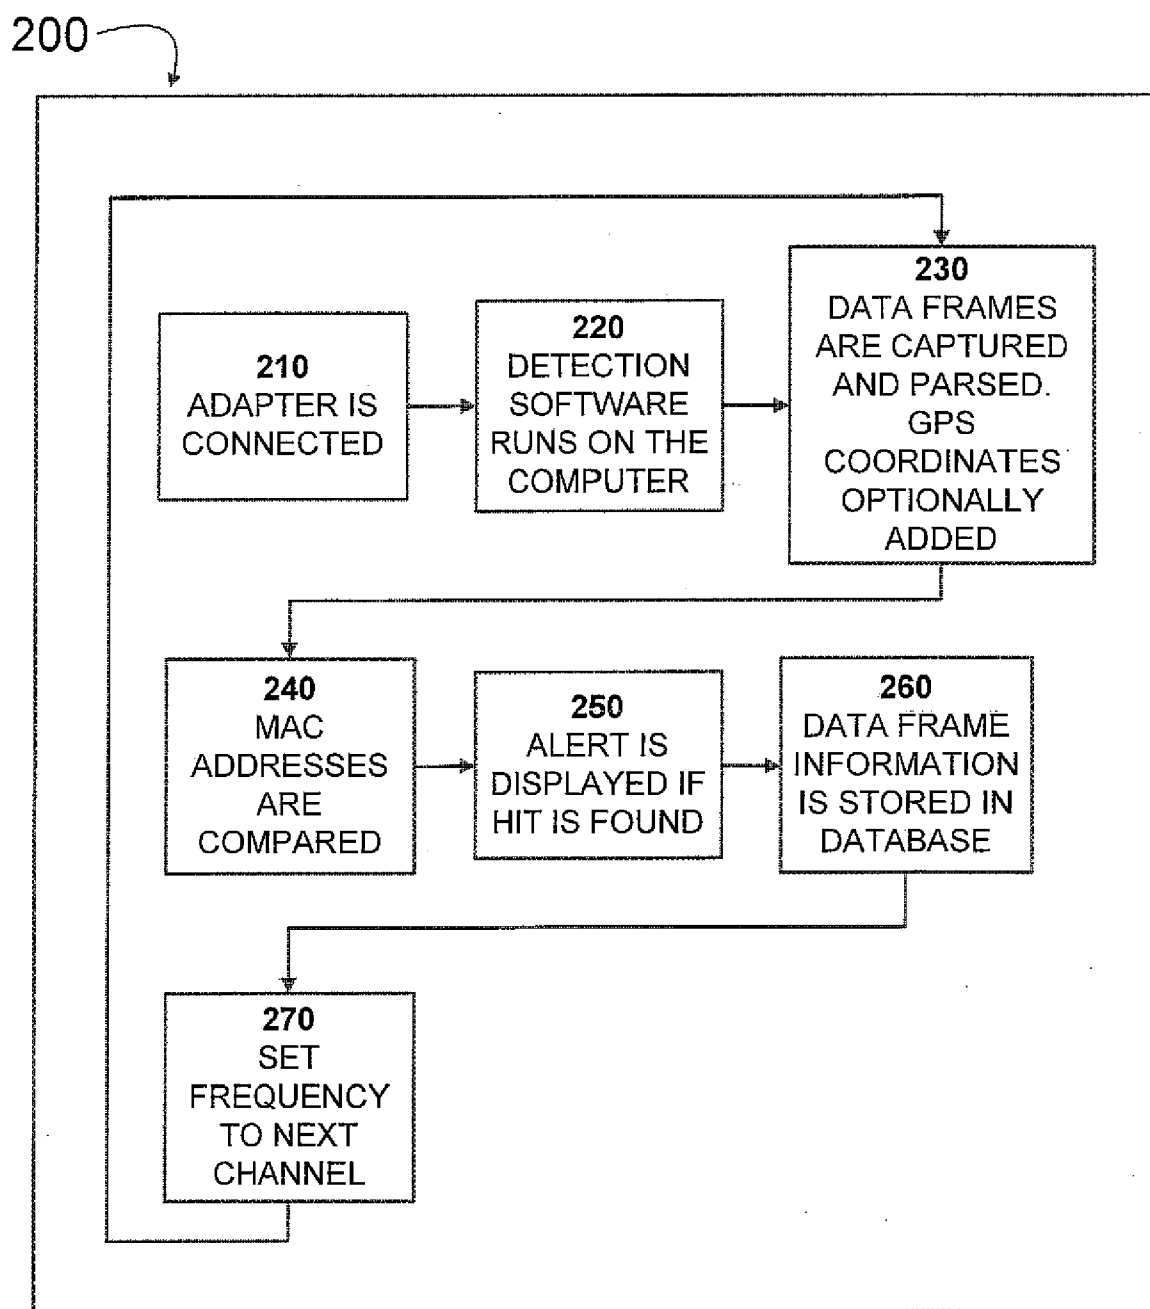 200
210
ADAPTER IS
CONNECTED
220
DETECTION
SOFTWARE
RUNS ON THE
COMPUTER
230
DATA FRAMES
ARE CAPTURED
AND PARSED.
GPS
COORDINATES
OPTIONALLY
ADDED
240
MAC
ADDRESSES
ARE
COMPARED
250
ALERT IS
DISPLAYED IF
HIT IS FOUND
260
DATA FRAME
INFORMATION
IS STORED IN
DATABASE
270
SET
FREQUENCY
TO NEXT
CHANNEL